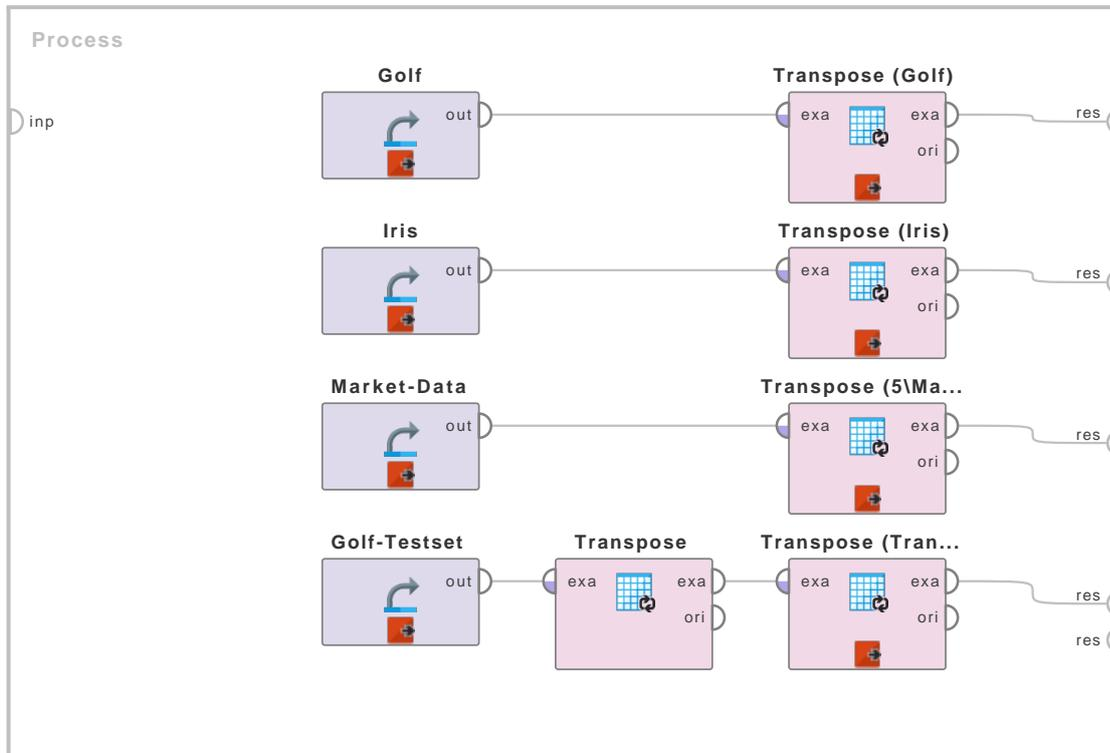 Process
inp
Golf
out
Transpose (Golf)
exa
exa
ori
res
Iris
out
Transpose (Iris)
exa
exa
ori
res
Market-Data
out
Transpose (5\Ma...
exa
exa
ori
res
Golf-Testset
out
Transpose
exa
exa
ori
Transpose (Tran...
exa
exa
ori
res
res